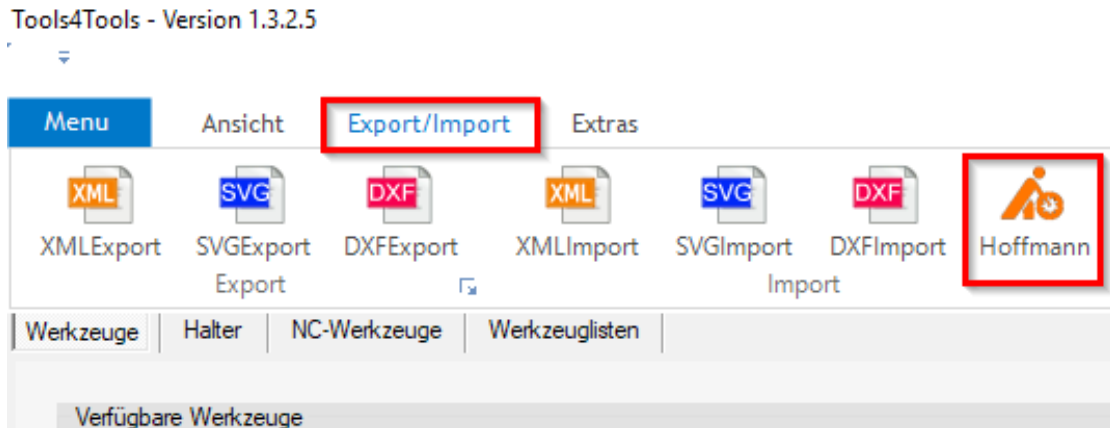 Tools4Tools - Version 1.3.2.5
Menu Ansicht Export/Import Extras
XML SVG DXF XML SVG DXF
XMLExport SVGExport DXFExport XMLImport SVGImport DXFImport Hoffmann
Export Import
Werkzeuge Halter NC-Werkzeuge Werkzeuglisten
Verfügbare Werkzeuge